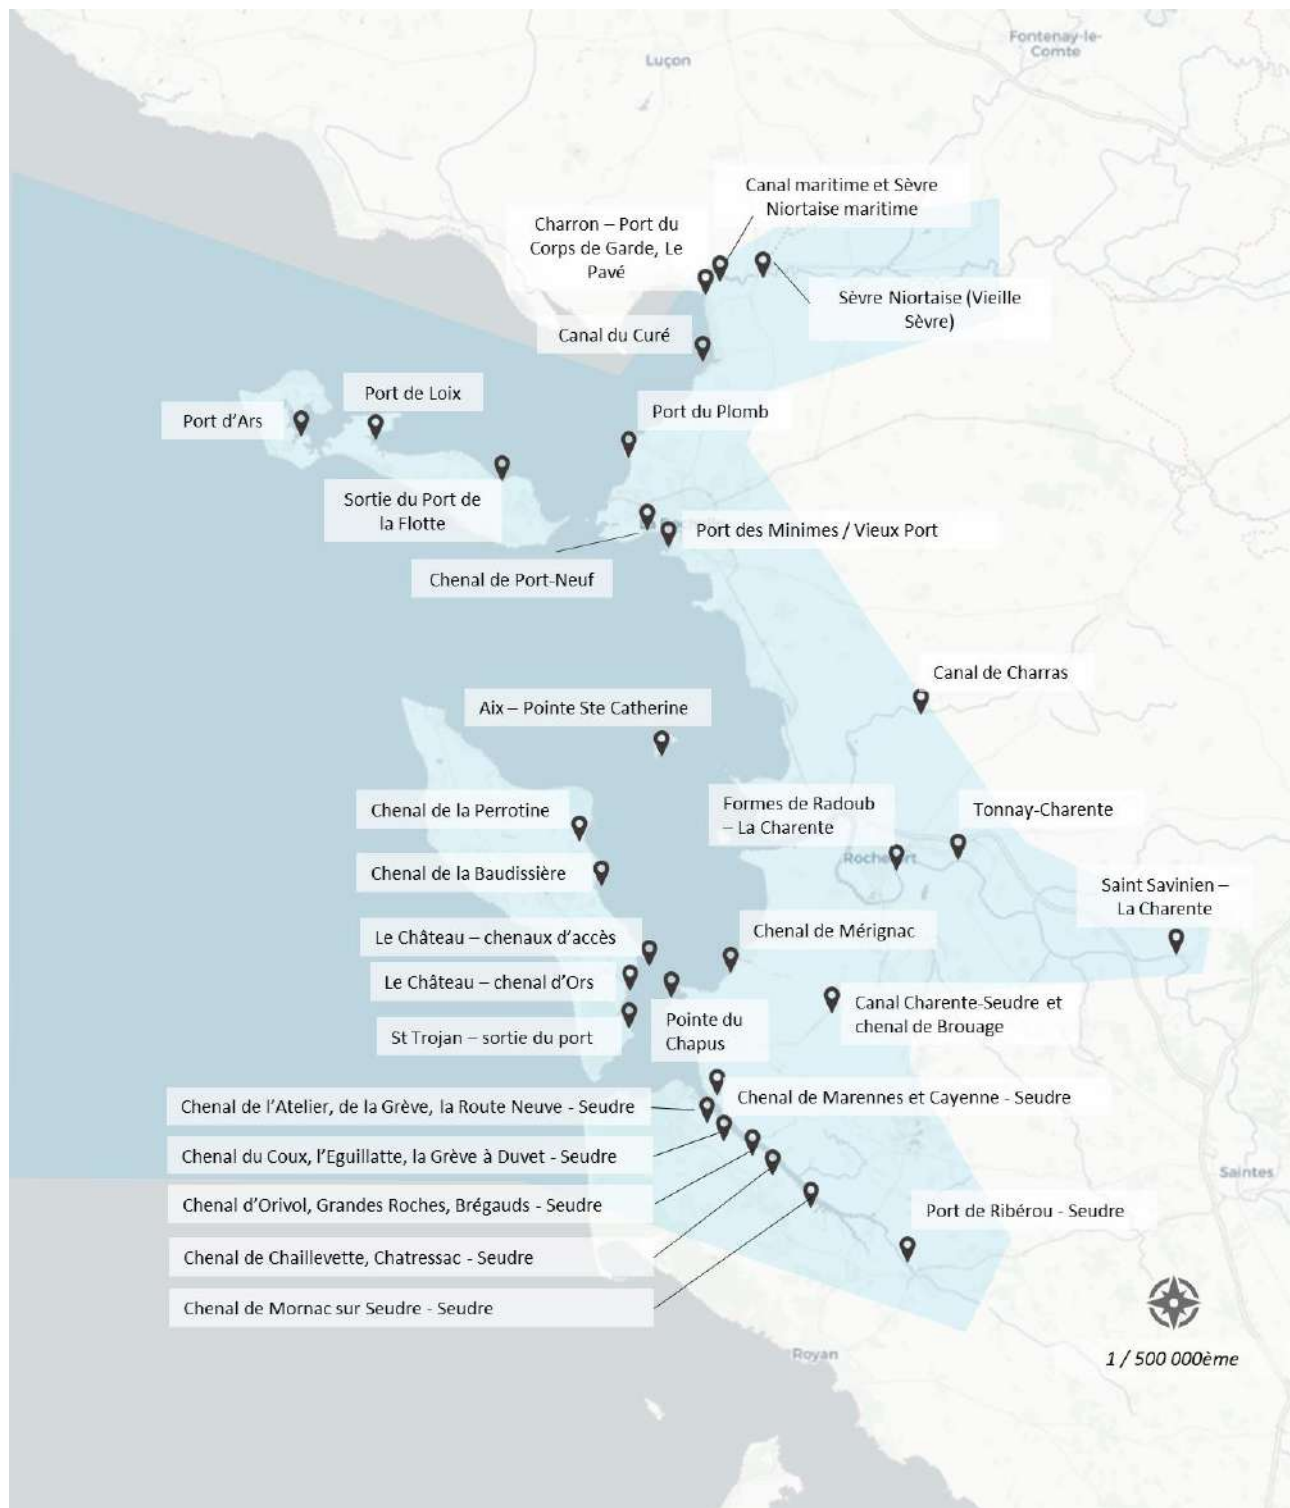 Fontenay-le-
Comte
Luçon
Canal maritime et Sèvre
Niortaise maritime
Charron – Port du
Corps de Garde, Le
Pavé
Sèvre Niortaise (Vieille
Sèvre)
Canal du Curé
Port de Loix
Port d'Ars
Port du Plomb
Sortie du Port de
la Flotte
Port des Minimes / Vieux Port
Chenal de Port-Neuf
Canal de Charras
Aix – Pointe Ste Catherine
Chenal de la Perrotine
Formes de Radoub
– La Charente
Tonnay-Charente
Rochefort
Chenal de la Baudissière
Saint Savinien –
La Charente
Le Château – chenaux d'accès
Chenal de Mérignac
Le Château – chenal d'Ors
Canal Charente-Seudre et
chenal de Brouage
St Trojan – sortie du port
Pointe du
Chapus
Chenal de Marennes et Cayenne - Seudre
Chenal de l'Atelier, de la Grève, la Route Neuve - Seudre
Chenal du Coux, l'Eguillatte, la Grève à Duvet - Seudre
Saintes
Chenal d'Orivol, Grandes Roches, Brégauds - Seudre
Port de Ribérou - Seudre
Chenal de Chaillevette, Chatressac - Seudre
Chenal de Mornac sur Seudre - Seudre
Royan
1 / 500 000ème